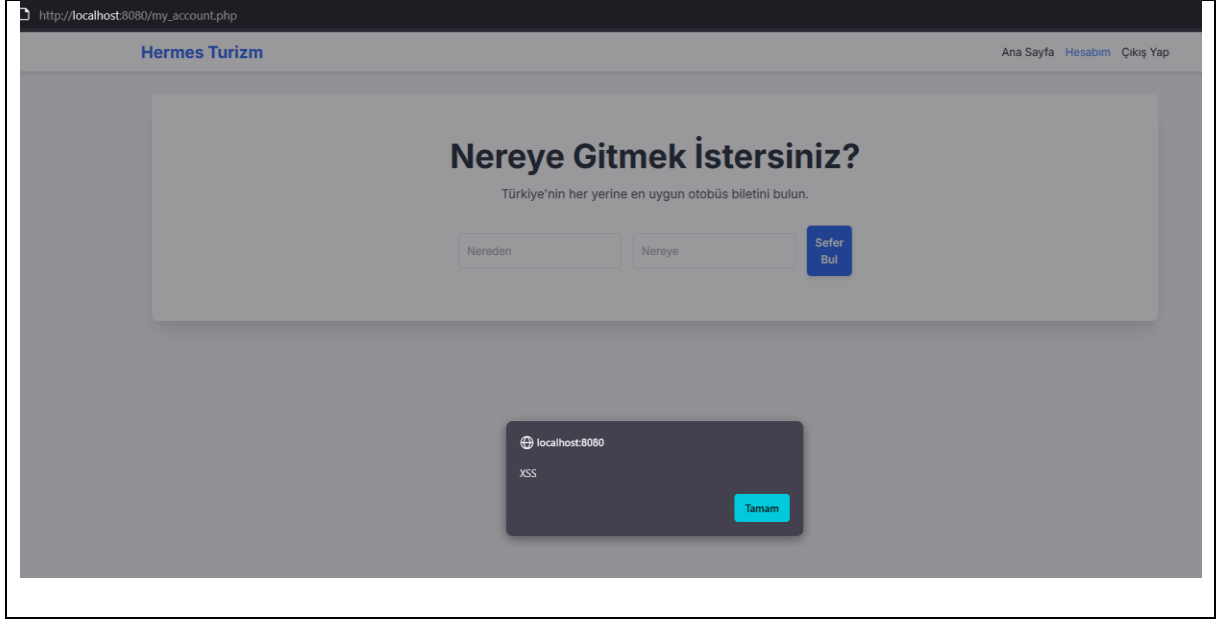 http://localhost:8080/my_account.php
Hermes Turizm
Ana Sayfa Hesabım Çıkış Yap
Nereye Gitmek İstersiniz?
Türkiye'nin her yerine en uygun otobüs biletini bulun.
Nereden
Nereye
Sefer
Bul
localhost:8080
XSS
Tamam